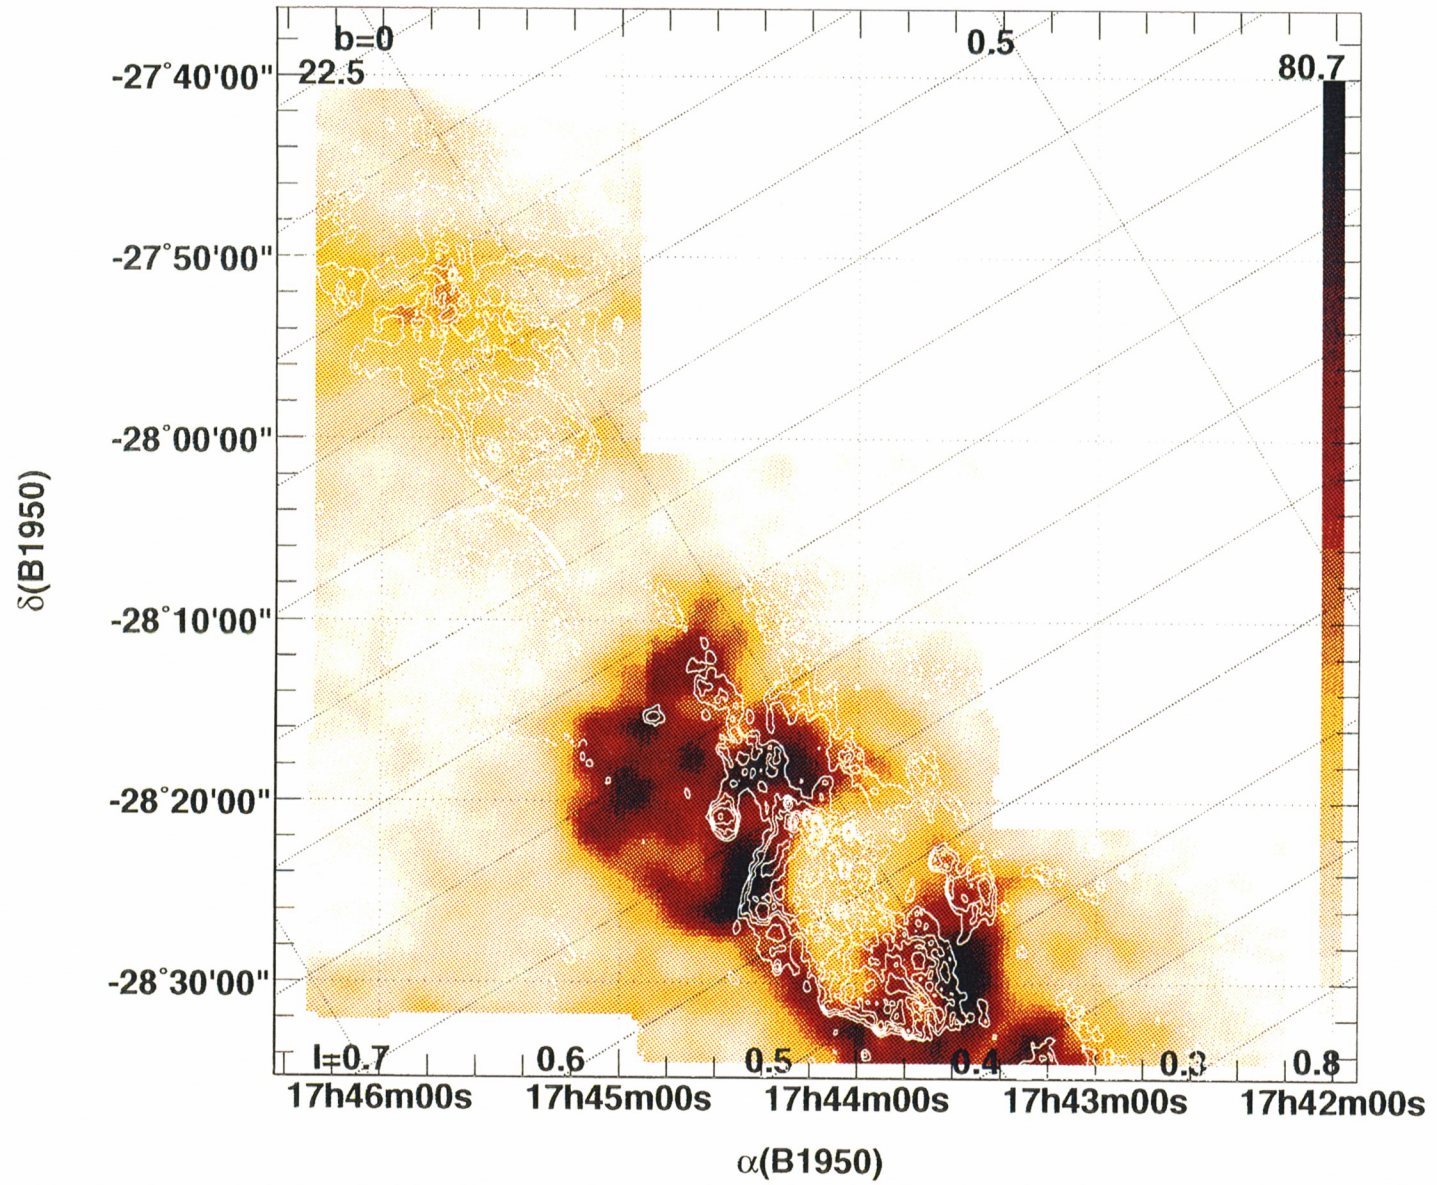 b=0 0.5
22.5 80.7
-27°40'00"
-27°50'00"
-28°00'00"
-28°10'00"
-28°20'00"
-28°30'00"
δ(B1950)
l=0.7 0.6 0.5 0.4 0.3 0.8
17h46m00s 17h45m00s 17h44m00s 17h43m00s 17h42m00s
α(B1950)